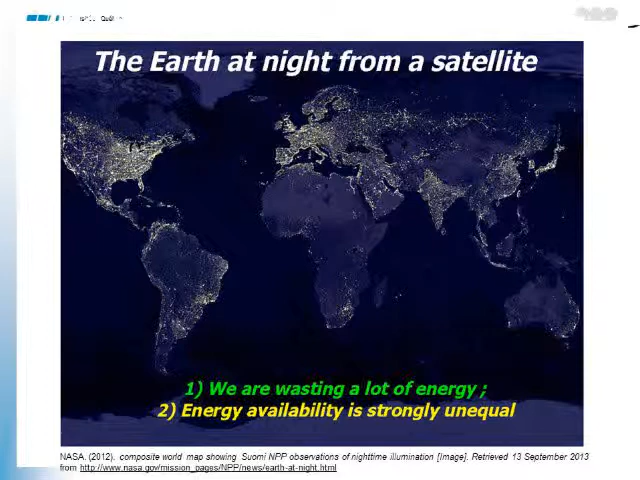 The Earth at night from a satellite
1) We are wasting a lot of energy ;
2) Energy availability is strongly unequal
NASA. (2012). composite world map showing Suomi NPP observations of nighttime illumination [Image]. Retrieved 13 September 2013
from http://www.nasa.gov/mission_pages/NPP/news/earth-at-night.html